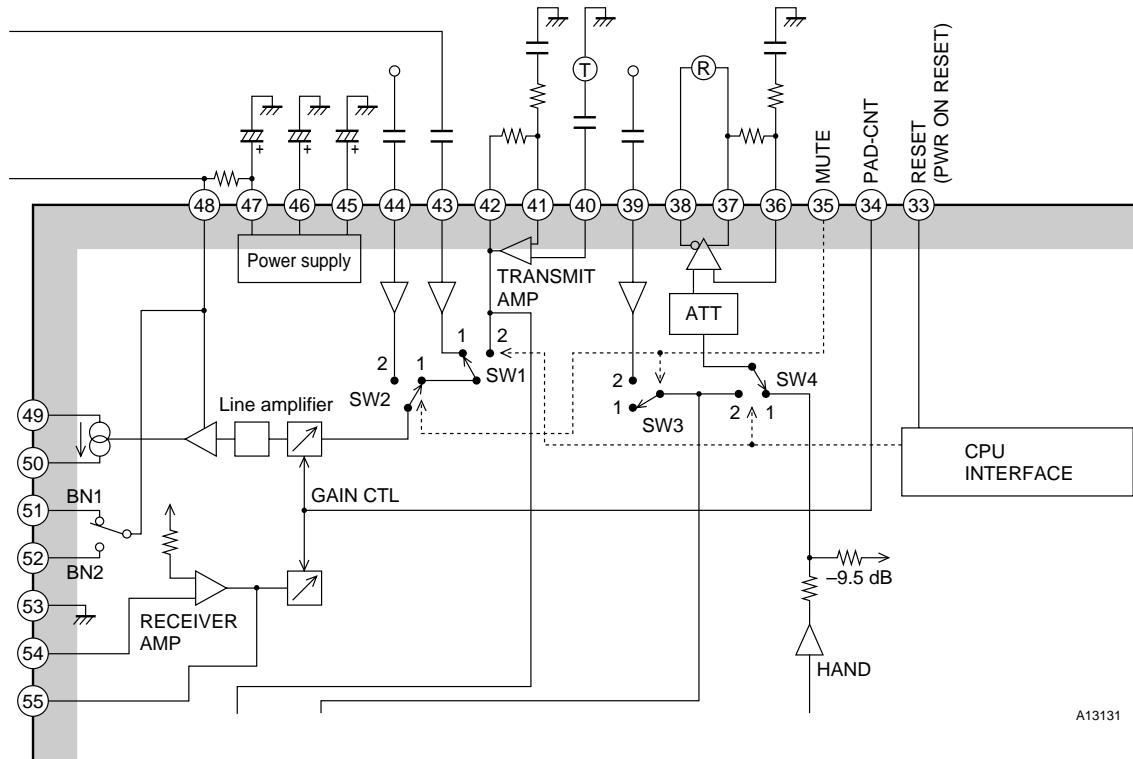 T
R
MUTE
PAD-CNT
RESET
(PWR ON RESET)
+
+
+
48
47
46
45
44
43
42
41
40
39
38
37
36
35
34
33
Power supply
TRANSMIT
AMP
ATT
1
2
SW1
2
1
SW2
2
1
SW3
SW4
2
1
49
Line amplifier
50
CPU
INTERFACE
GAIN CTL
51
BN1
52
BN2
–9.5 dB
53
RECEIVER
AMP
54
HAND
55
A13131